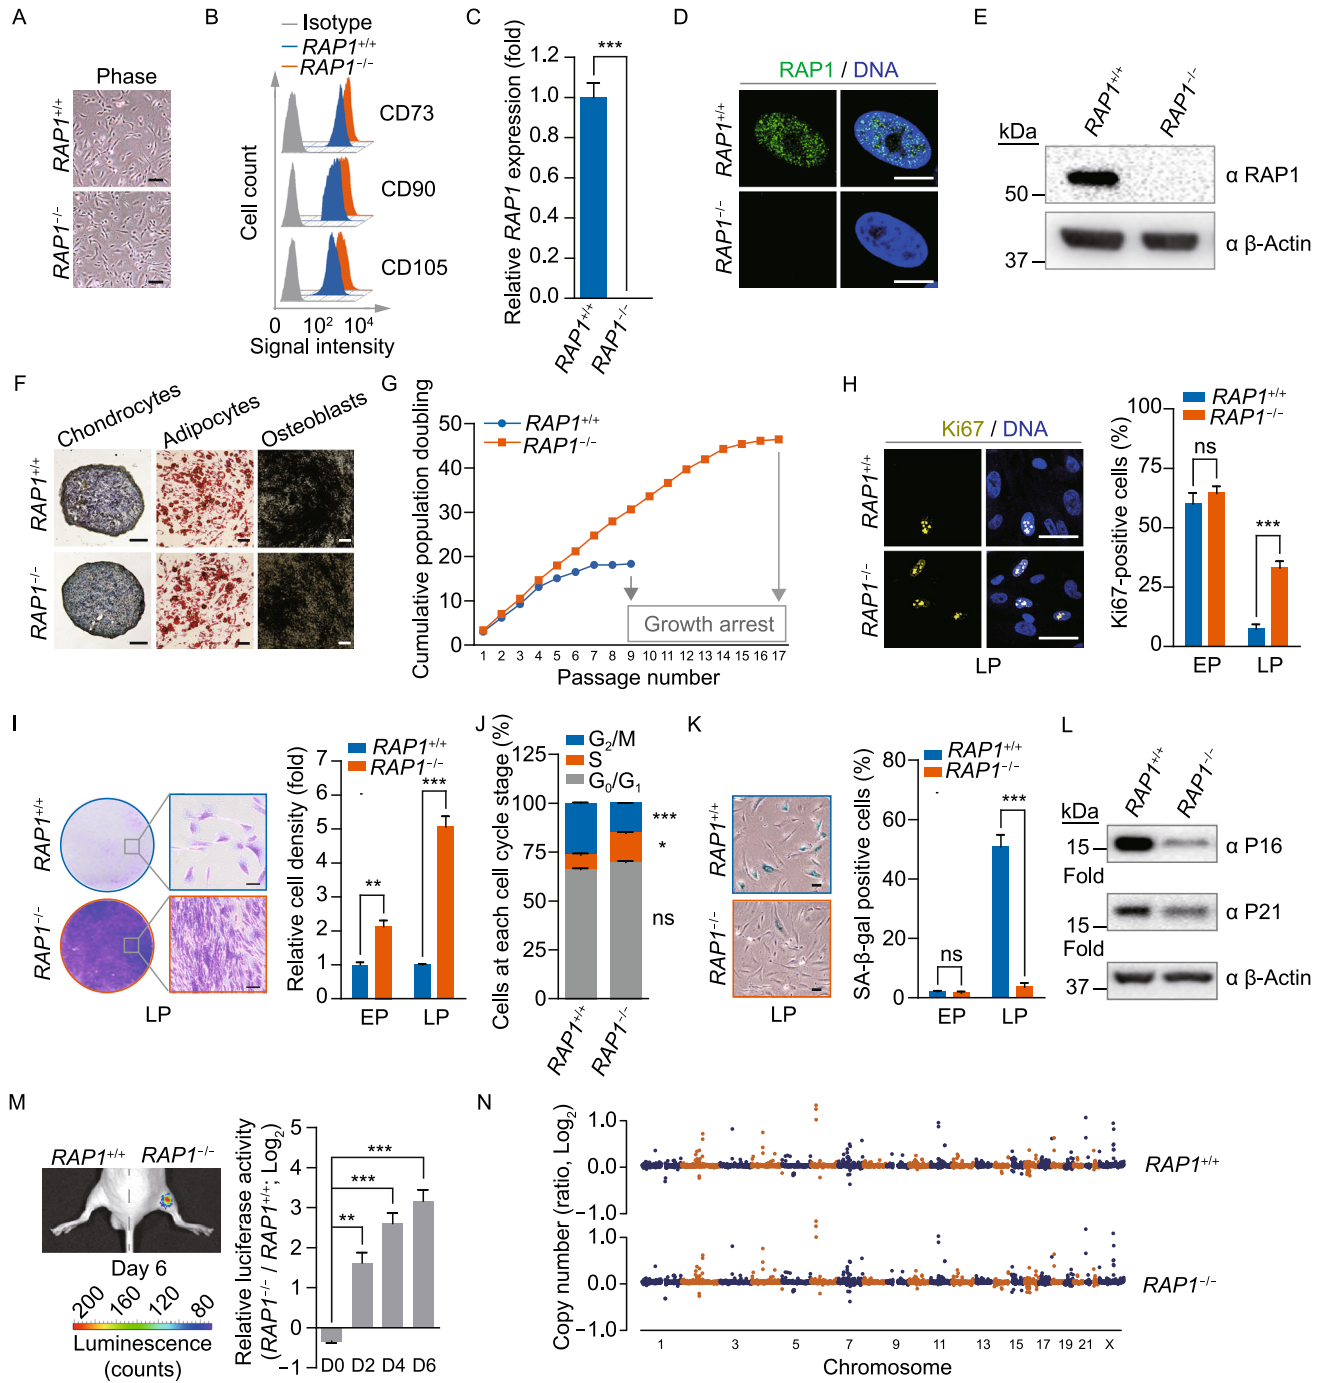 A
Phase
RAP1+/+
RAP1−/−
B
Isotype
RAP1+/+
RAP1−/−
CD73
CD90
CD105
Cell count
0 10² 10⁴
Signal intensity
C
Relative RAP1 expression (fold)
***
1.2
1.0
0.8
0.6
0.4
0.2
0.0
RAP1+/+
RAP1−/−
D
RAP1 / DNA
RAP1+/+
RAP1−/−
E
RAP1+/+
RAP1−/−
kDa
50
α RAP1
37
α β-Actin
F
Chondrocytes
Adipocytes
Osteoblasts
RAP1+/+
RAP1−/−
G
Cumulative population doubling
RAP1+/+
RAP1−/−
50
40
30
20
10
0
Growth arrest
1 2 3 4 5 6 7 8 9 10 11 12 13 14 15 16 17
Passage number
H
Ki67 / DNA
RAP1+/+
RAP1−/−
LP
Ki67-positive cells (%)
RAP1+/+
RAP1−/−
100
75
50
25
0
ns
***
EP LP
I
RAP1+/+
RAP1−/−
LP
Relative cell density (fold)
RAP1+/+
RAP1−/−
7
6
5
4
3
2
1
0
**
***
EP LP
J
Cells at each cell cycle stage (%)
G₂/M
S
G₀/G₁
125
100
75
50
25
0
***
*
ns
RAP1+/+
RAP1−/−
K
RAP1+/+
RAP1−/−
LP
SA-β-gal positive cells (%)
RAP1+/+
RAP1−/−
80
60
40
20
0
ns
***
EP LP
L
RAP1+/+
RAP1−/−
kDa
15
α P16
Fold
15
α P21
Fold
37
α β-Actin
M
RAP1+/+ RAP1−/−
Day 6
200 160 120 80
Luminescence
(counts)
Relative luciferase activity
(RAP1−/− / RAP1+/+; Log₂)
5
4
3
2
1
0
−1
**
***
***
D0 D2 D4 D6
N
Copy number (ratio, Log₂)
1.0
0.0
−1.0
RAP1+/+
1.0
0.0
−1.0
RAP1−/−
1 3 5 7 9 11 13 15 17 19 21 X
Chromosome